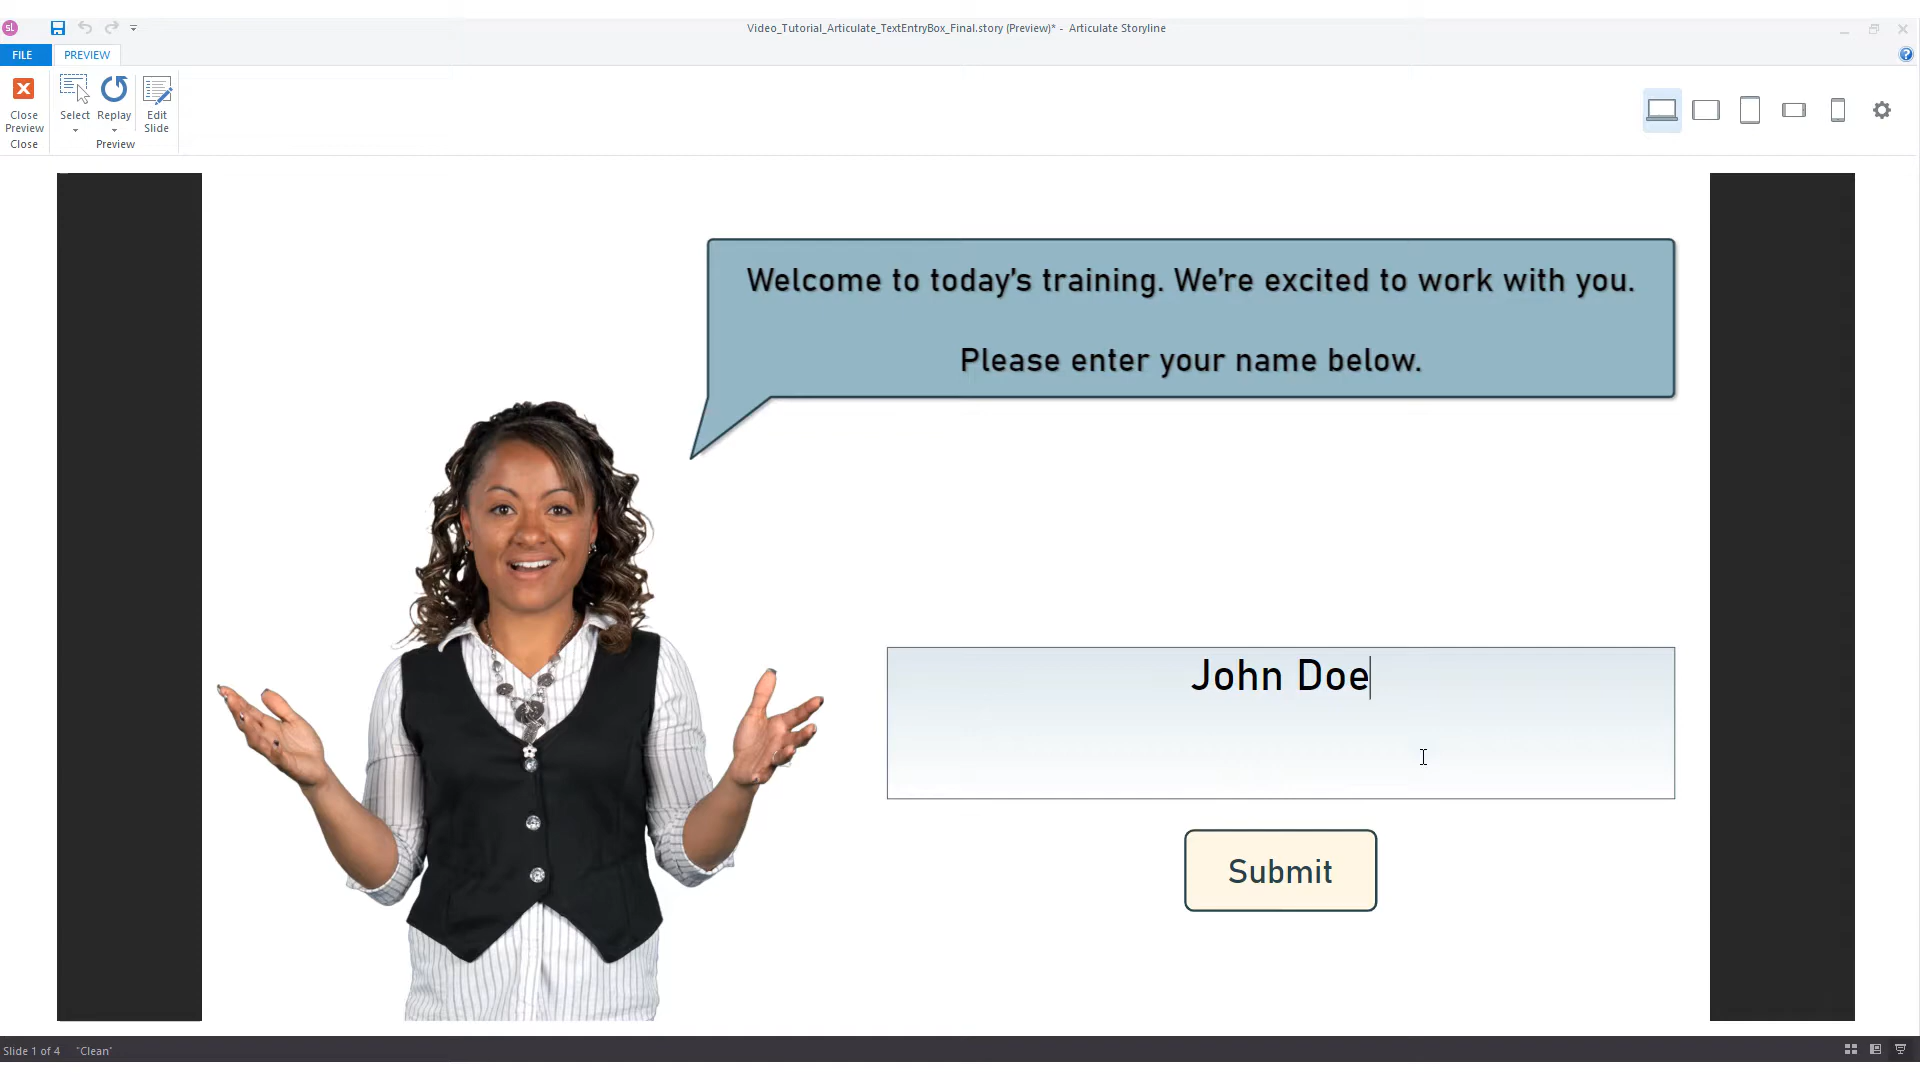 SL
Video_Tutorial_Articulate_TextEntryBox_Final.story (Preview)* - Articulate Storyline
FILE
PREVIEW
?
Close
Preview
Select
Replay
Edit
Slide
Close
Preview
Welcome to today's training. We're excited to work with you.
Please enter your name below.
John Doe
Submit
Slide 1 of 4
"Clean"